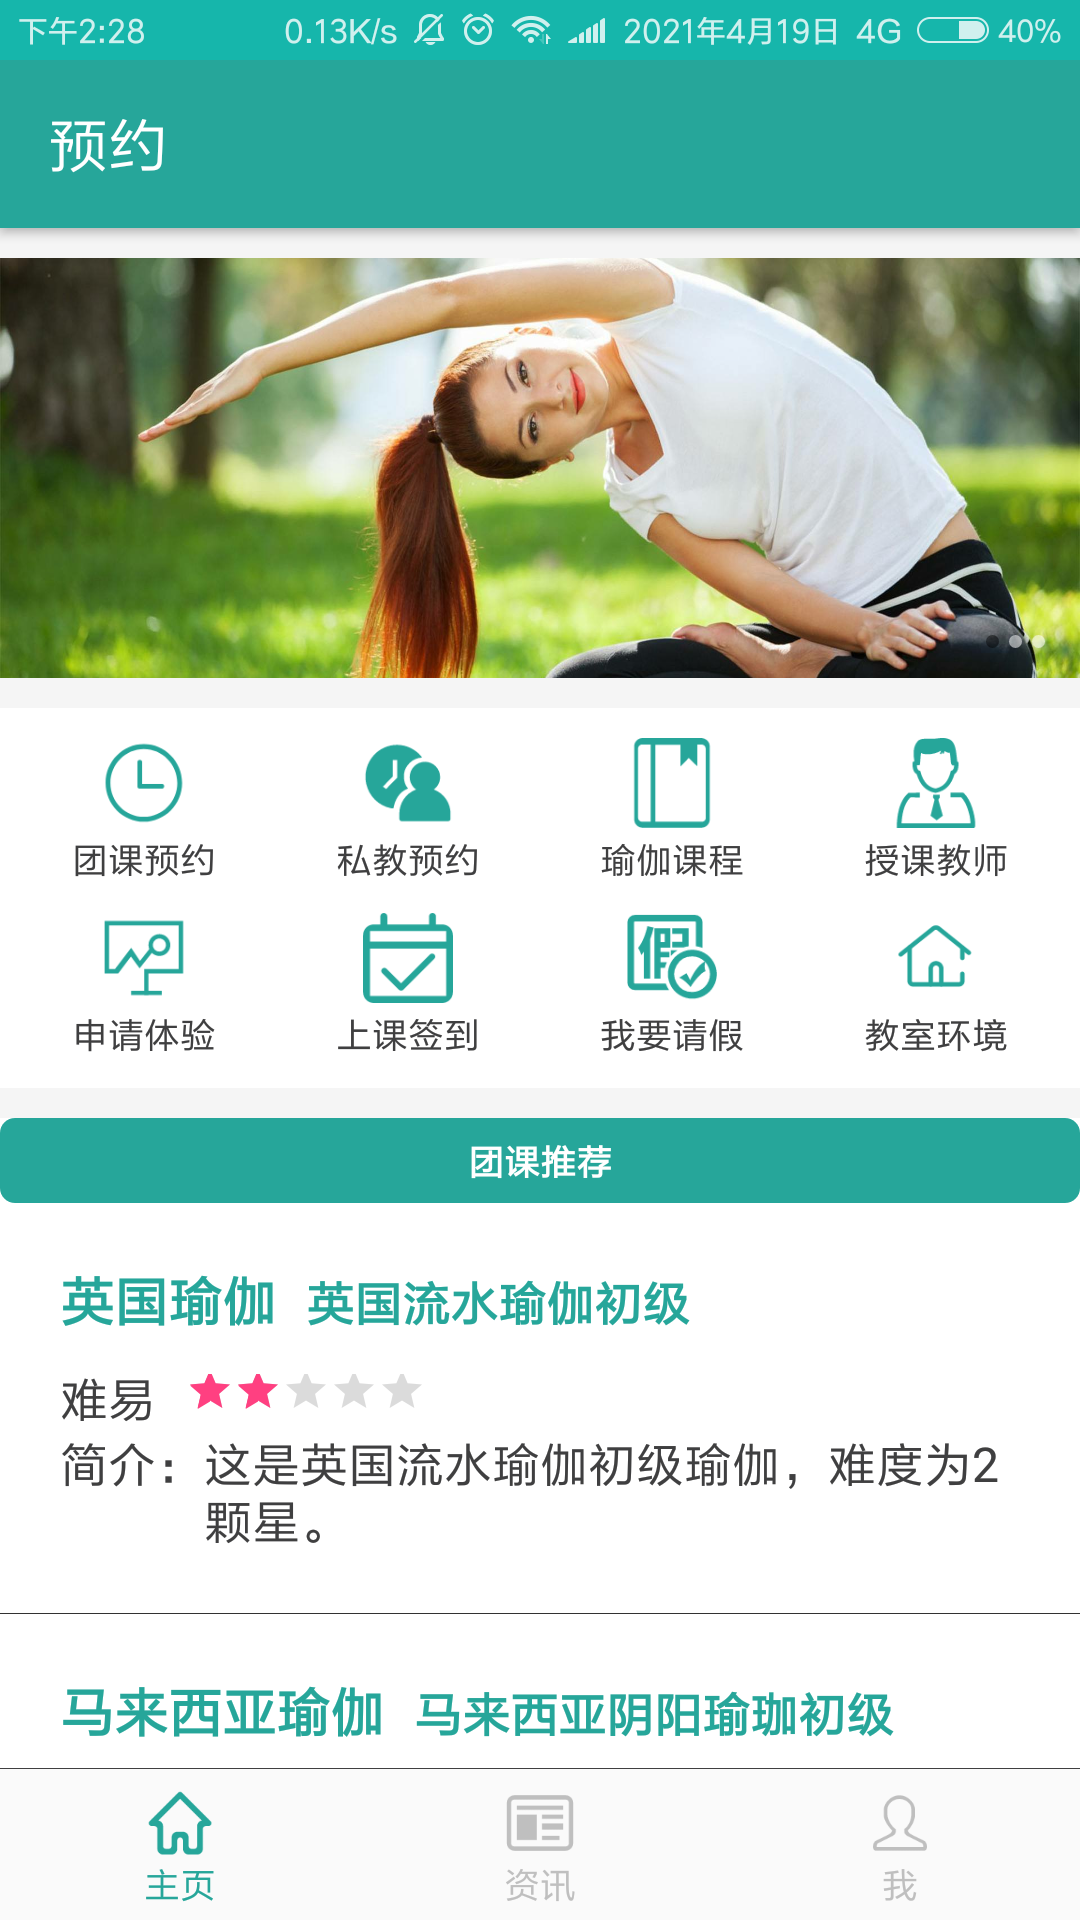 下午2:28 0.13K/s 2021年4月19日 4G 40%
预约
团课预约 私教预约 瑜伽课程 授课教师
假
申请体验 上课签到 我要请假 教室环境
团课推荐
英国瑜伽 英国流水瑜伽初级
难易
简介：这是英国流水瑜伽初级瑜伽，难度为2
颗星。
马来西亚瑜伽 马来西亚阴阳瑜珈初级
主页 资讯 我